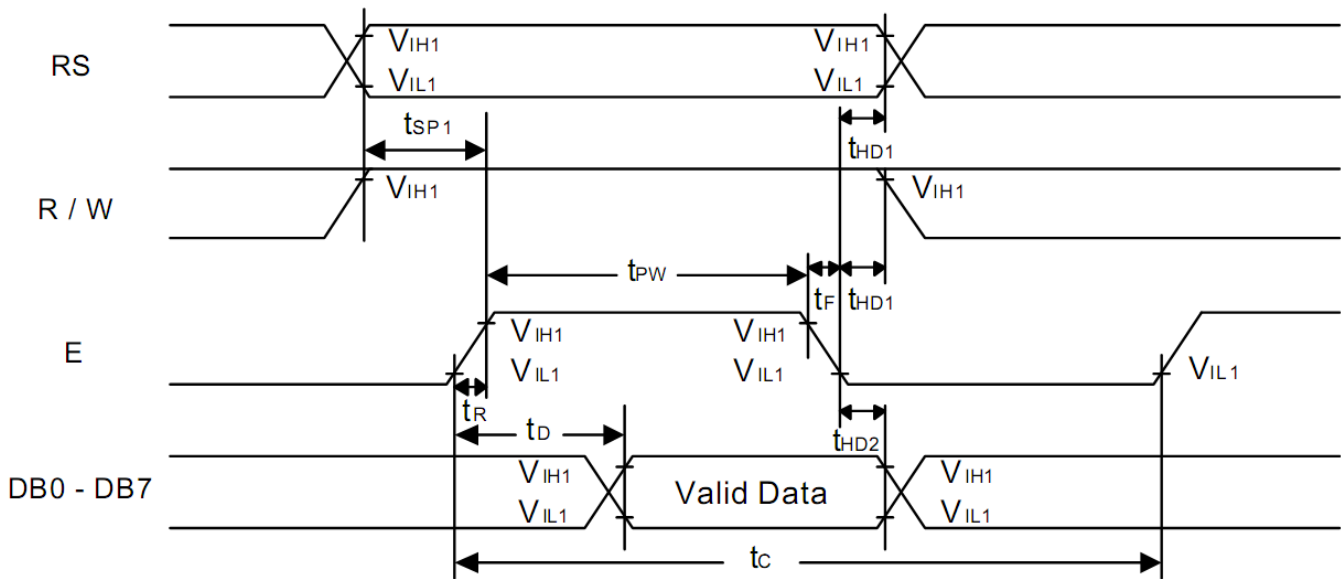 RS VIH1 VIH1
VIL1 VIL1
tSP1 tHD1
R / W VIH1 VIH1
tPW tF tHD1
E VIH1 VIH1
VIL1 VIL1 VIL1
tR tD tHD2
DB0 - DB7 VIH1 Valid Data VIH1
VIL1 VIL1
tC